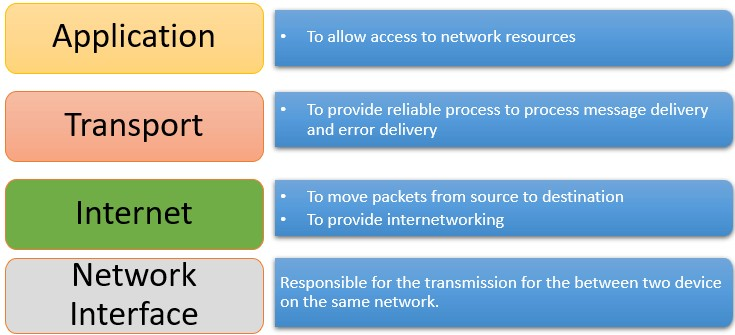 Application
• To allow access to network resources
Transport
• To provide reliable process to process message delivery
and error delivery
Internet
• To move packets from source to destination
• To provide internetworking
Network
Interface
Responsible for the transmission for the between two device
on the same network.